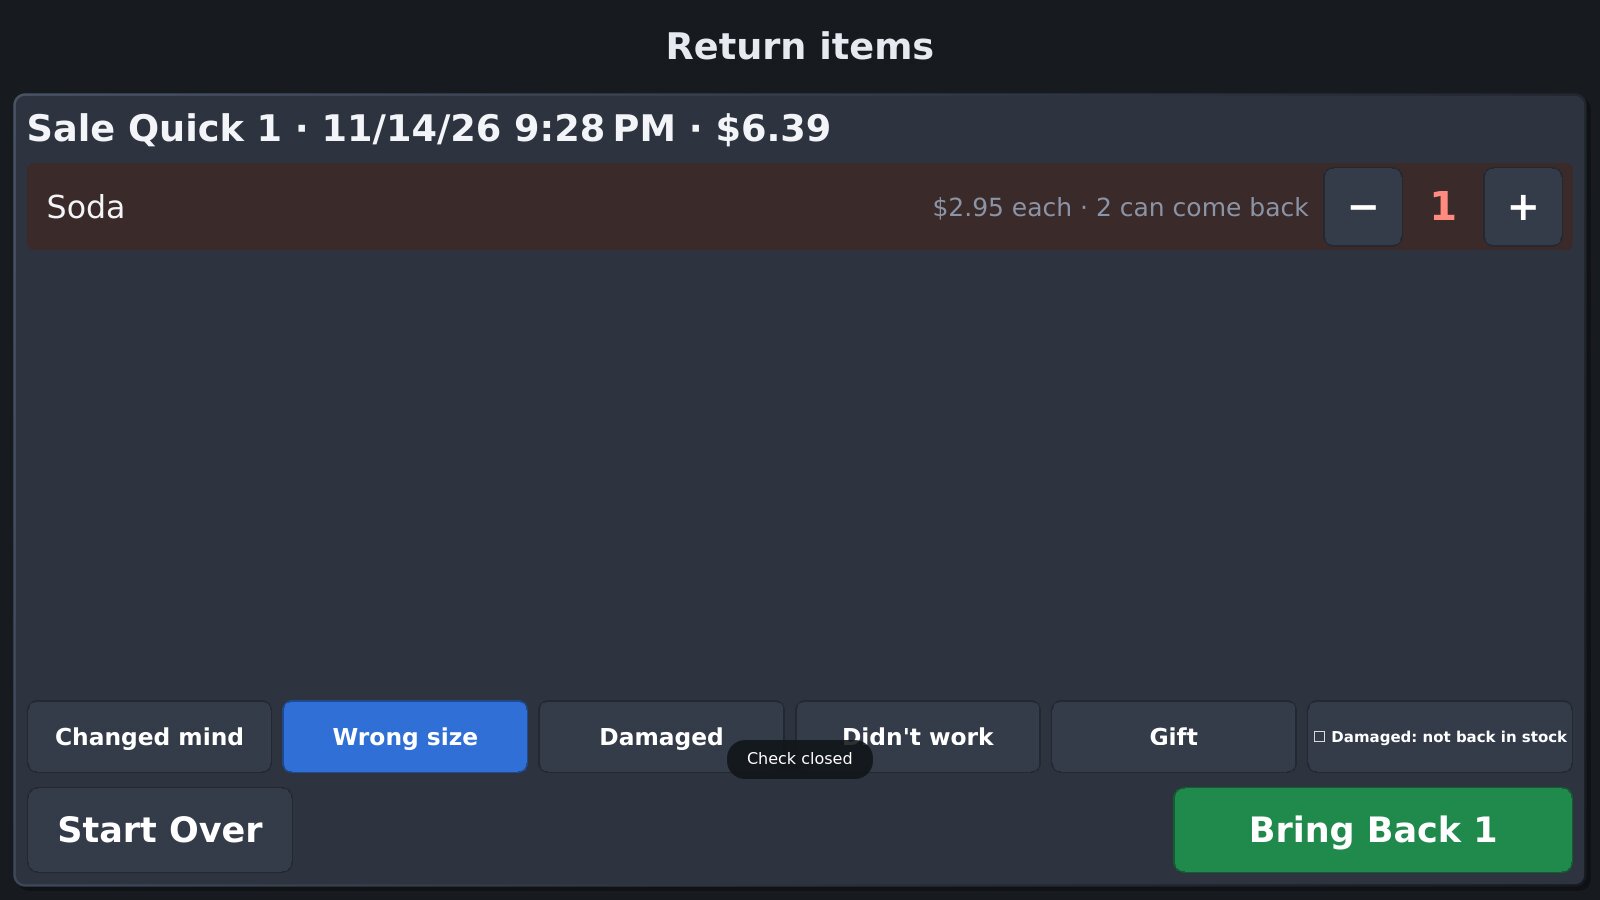 Return items
Sale Quick 1 · 11/14/26 9:28 PM · $6.39
Soda $2.95 each · 2 can come back − 1 +
Changed mind Wrong size Damaged Didn't work Gift ☐ Damaged: not back in stock
Check closed
Start Over Bring Back 1